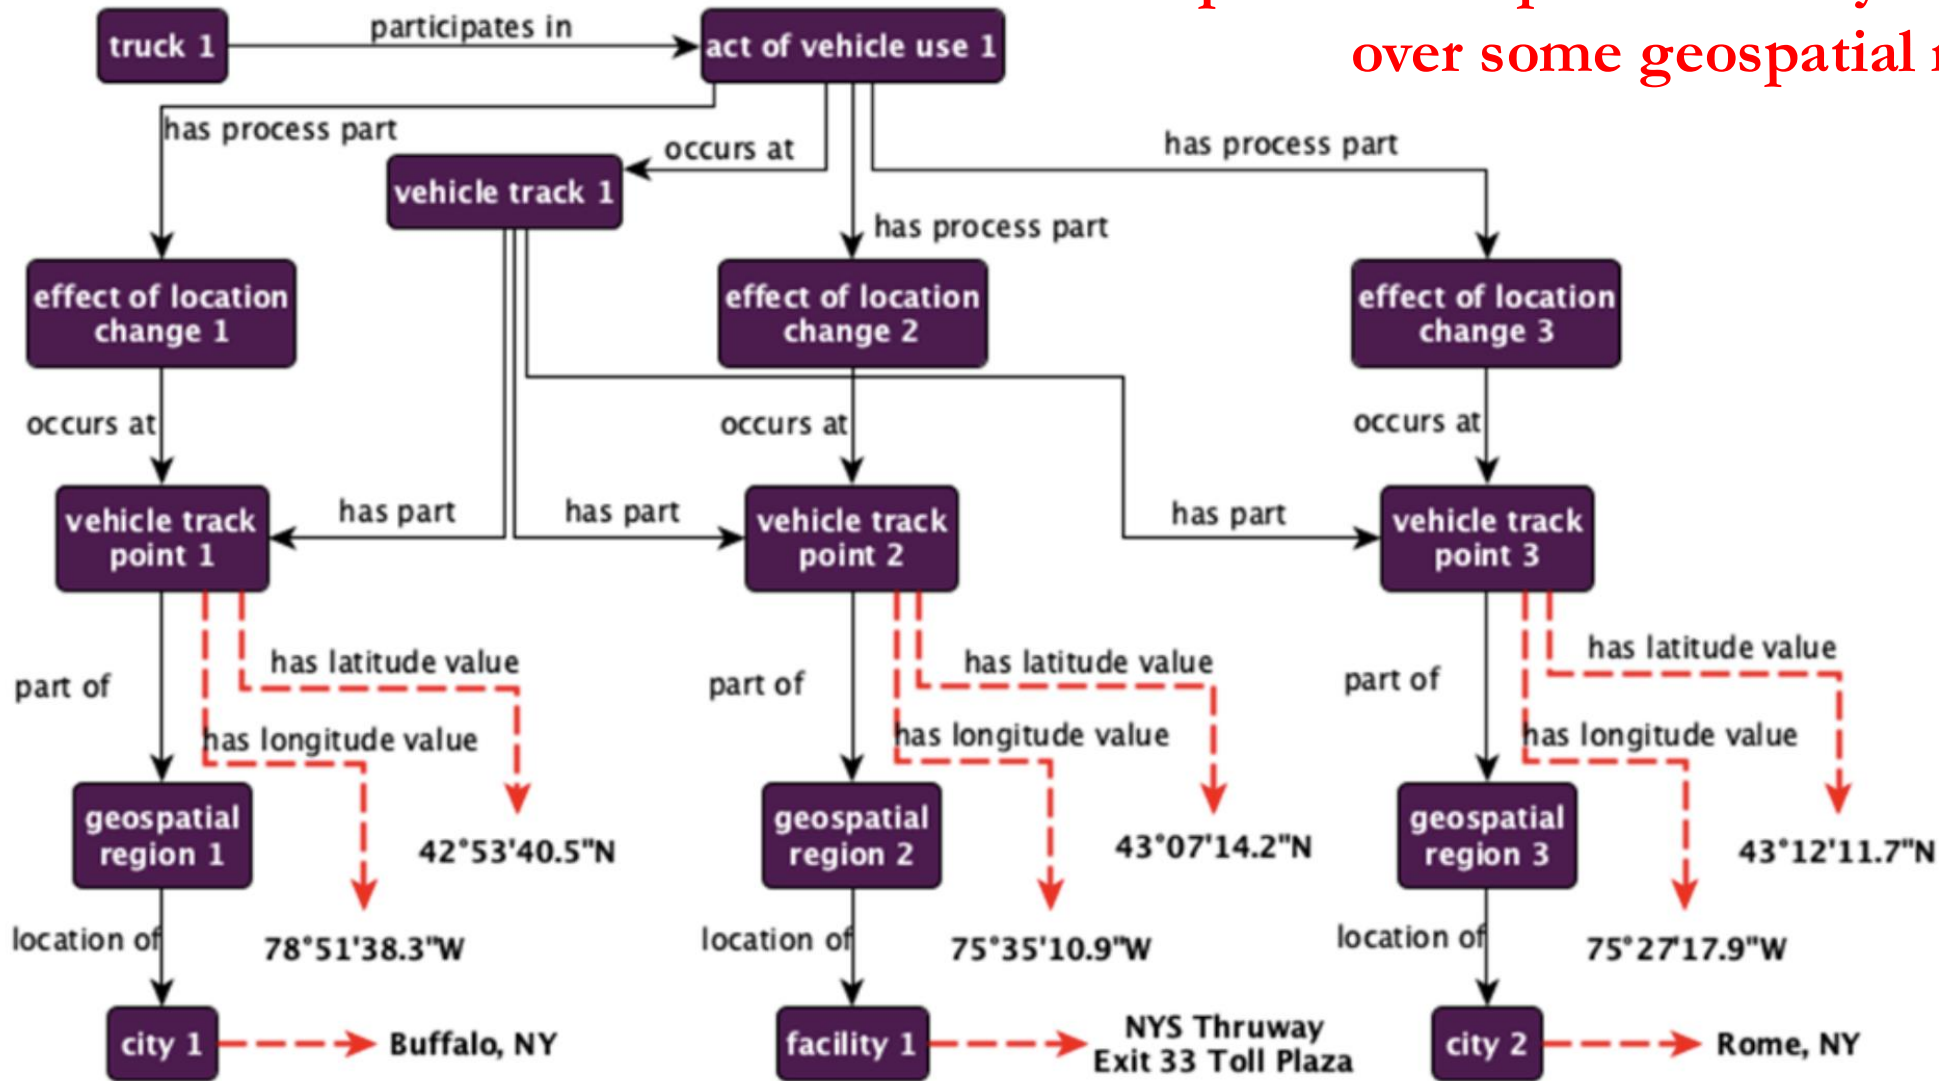 over some geospatial
truck 1
participates in
act of vehicle use 1
has process part
occurs at
has process part
vehicle track 1
has process part
effect of location
change 1
effect of location
change 2
effect of location
change 3
occurs at
occurs at
occurs at
vehicle track
point 1
has part
has part
vehicle track
point 2
has part
vehicle track
point 3
part of
has latitude value
has longitude value
part of
has latitude value
has longitude value
part of
has latitude value
has longitude value
geospatial
region 1
42°53'40.5"N
geospatial
region 2
43°07'14.2"N
geospatial
region 3
43°12'11.7"N
location of
78°51'38.3"W
location of
75°35'10.9"W
location of
75°27'17.9"W
city 1
Buffalo, NY
facility 1
NYS Thruway
Exit 33 Toll Plaza
city 2
Rome, NY